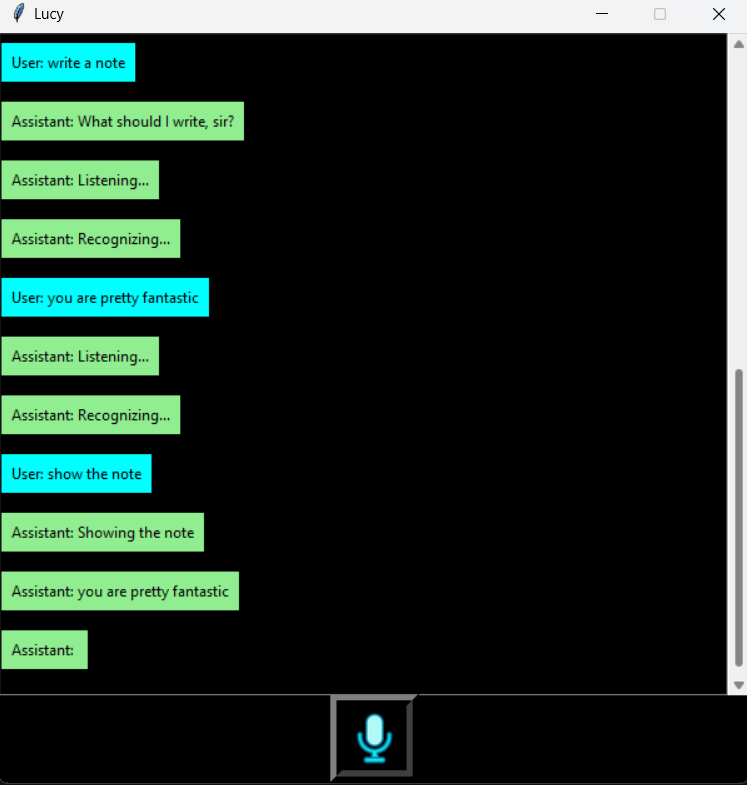 Lucy
User: write a note
Assistant: What should I write, sir?
Assistant: Listening...
Assistant: Recognizing...
User: you are pretty fantastic
Assistant: Listening...
Assistant: Recognizing...
User: show the note
Assistant: Showing the note
Assistant: you are pretty fantastic
Assistant: